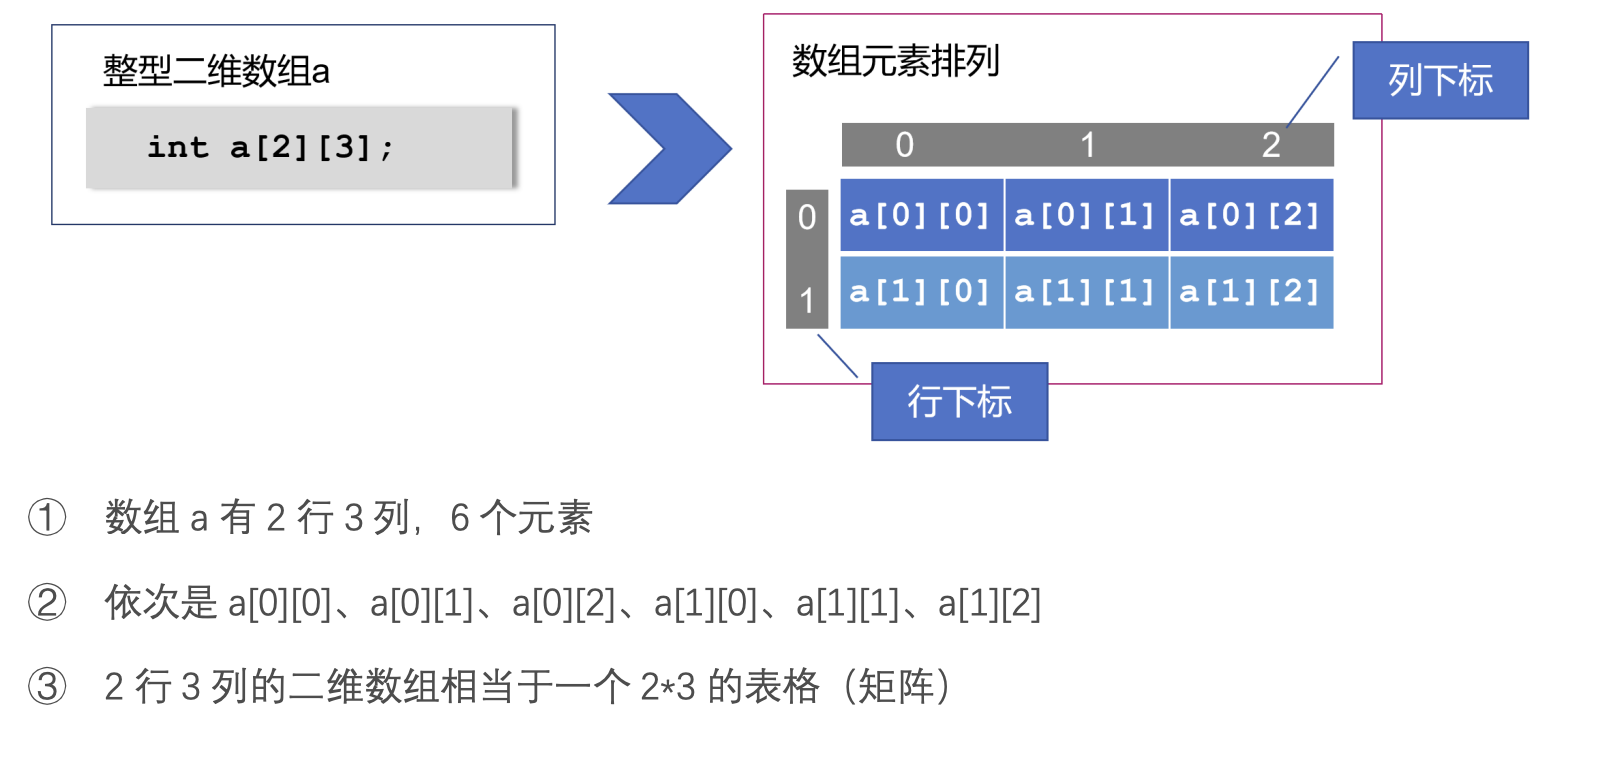 整型二维数组a
int a[2][3];
数组元素排列
列下标
0 1 2
0 a[0][0] a[0][1] a[0][2]
1 a[1][0] a[1][1] a[1][2]
行下标
① 数组 a 有 2 行 3 列，6 个元素
② 依次是 a[0][0]、a[0][1]、a[0][2]、a[1][0]、a[1][1]、a[1][2]
③ 2 行 3 列的二维数组相当于一个 2*3 的表格（矩阵）